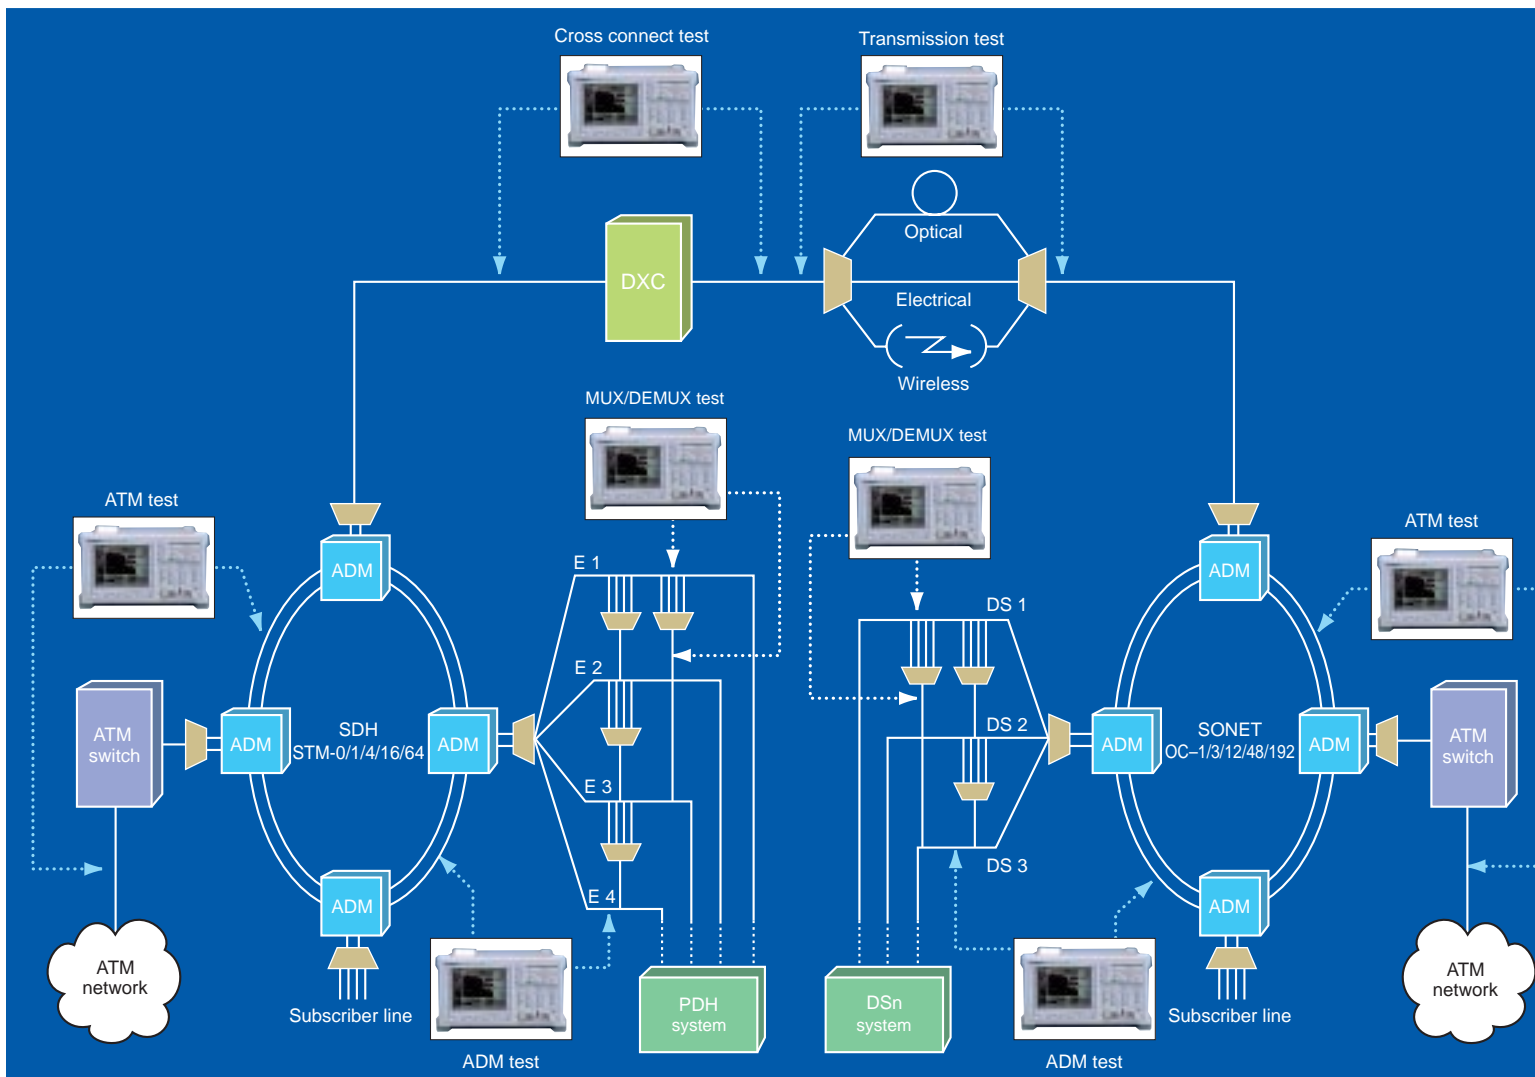 Cross connect test
Transmission test
Optical
DXC
Electrical
Wireless
MUX/DEMUX test
MUX/DEMUX test
ATM test
ATM test
ADM
E 1
ADM
DS 1
E 2
ATM
switch
ADM
SDH
STM-0/1/4/16/64
ADM
DS 2
ADM
SONET
OC–1/3/12/48/192
ADM
ATM
switch
E 3
DS 3
E 4
ADM
ADM
ATM
network
Subscriber line
PDH
system
DSn
system
Subscriber line
ATM
network
ADM test
ADM test